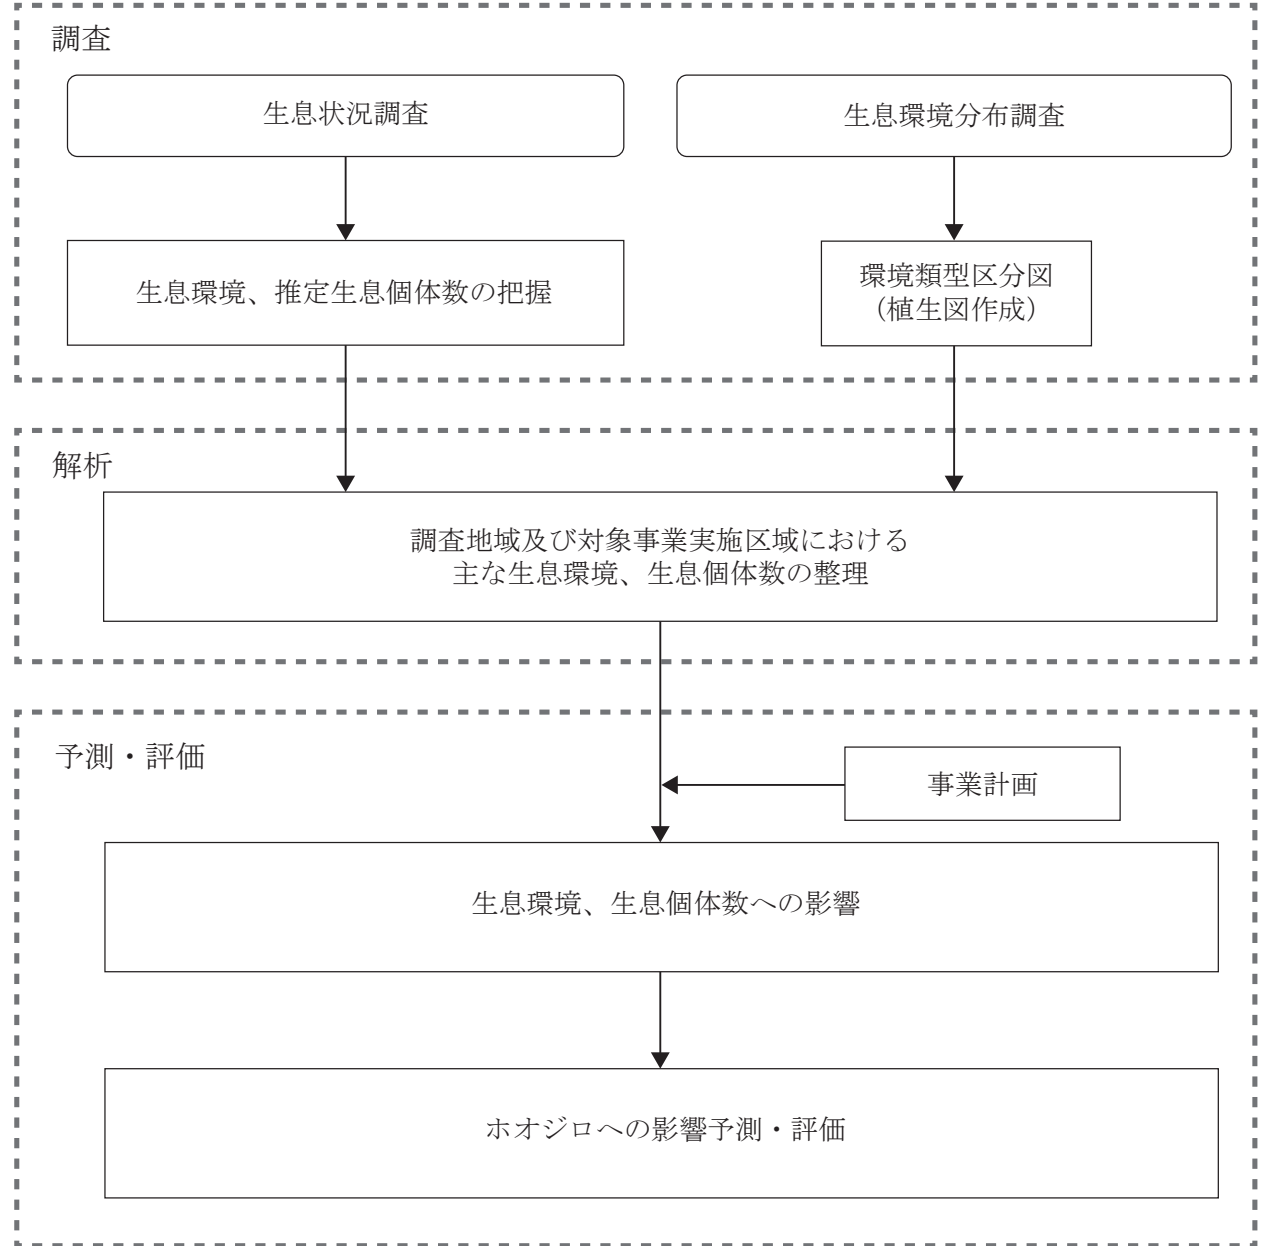 調査
生息状況調査
生息環境分布調査
生息環境、推定生息個体数の把握
環境類型区分図
（植生図作成）
解析
調査地域及び対象事業実施区域における
主な生息環境、生息個体数の整理
予測・評価
事業計画
生息環境、生息個体数への影響
ホオジロへの影響予測・評価